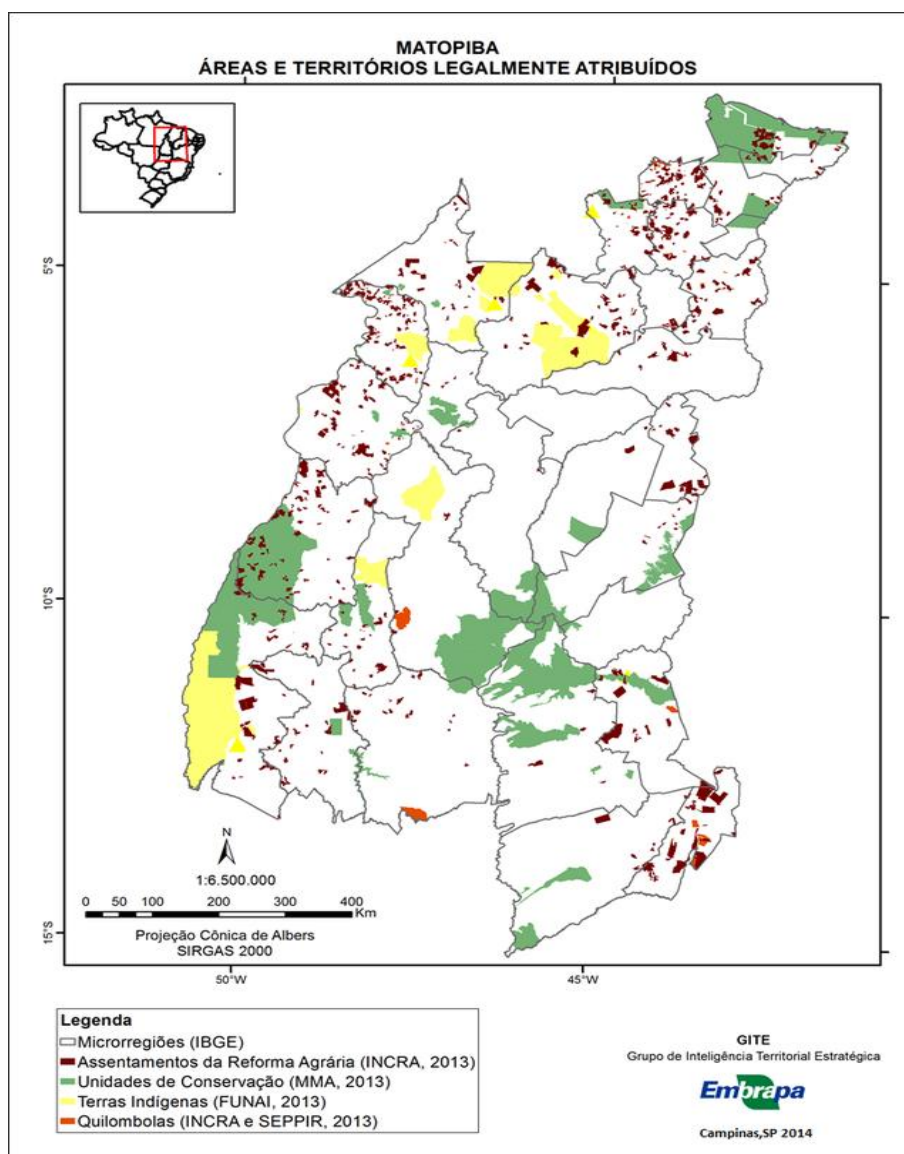 MATOPIBA
ÁREAS E TERRITÓRIOS LEGALMENTE ATRIBUÍDOS
5°S
10°S
15°S
N
1:6.500.000
0 50 100 200 300 400
Km
Projeção Cônica de Albers
SIRGAS 2000
50°W 45°W
Legenda
Microrregiões (IBGE)
Assentamentos da Reforma Agrária (INCRA, 2013)
Unidades de Conservação (MMA, 2013)
Terras Indígenas (FUNAI, 2013)
Quilombolas (INCRA e SEPPIR, 2013)
GITE
Grupo de Inteligência Territorial Estratégica
Embrapa
Campinas,SP 2014